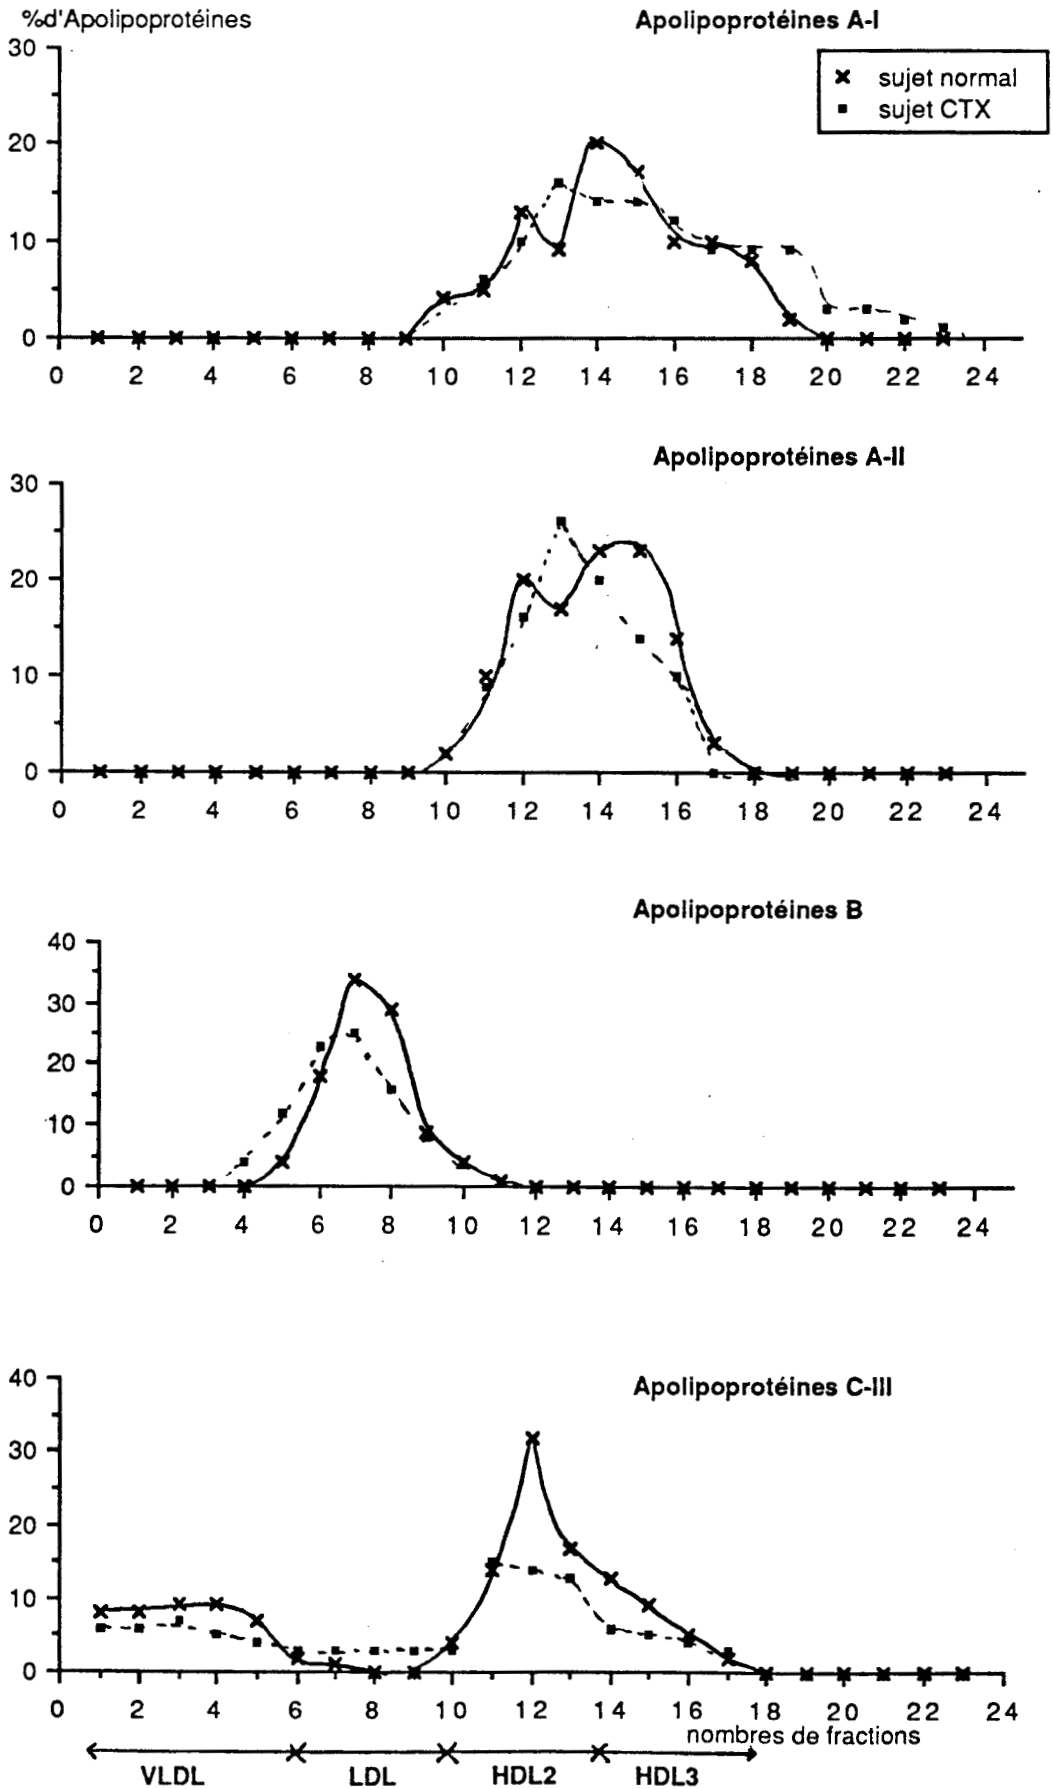 %d'Apolipoprotéines
Apolipoprotéines A-I
sujet normal
sujet CTX
30
20
10
0
0 2 4 6 8 10 12 14 16 18 20 22 24
Apolipoprotéines A-II
30
20
10
0
0 2 4 6 8 10 12 14 16 18 20 22 24
Apolipoprotéines B
40
30
20
10
0
0 2 4 6 8 10 12 14 16 18 20 22 24
Apolipoprotéines C-III
40
30
20
10
0
0 2 4 6 8 10 12 14 16 18 20 22 24
nombres de fractions
VLDL LDL HDL2 HDL3